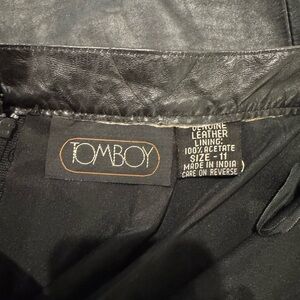 TOMBOY
GENUINE
LEATHER
LINING:
100% ACETATE
SIZE - 11
MADE IN INDIA
CARE ON REVERSE